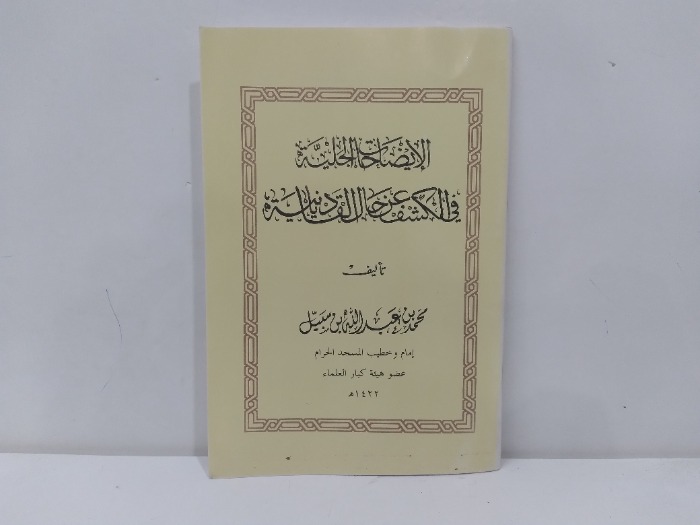 الإيضاحات الجلية
في الكشف عن حال القاديانية
تأليف
محمد بن عبد الله بن سبيل
إمام وخطيب المسجد الحرام
عضو هيئة كبار العلماء
١٤٢٢هـ